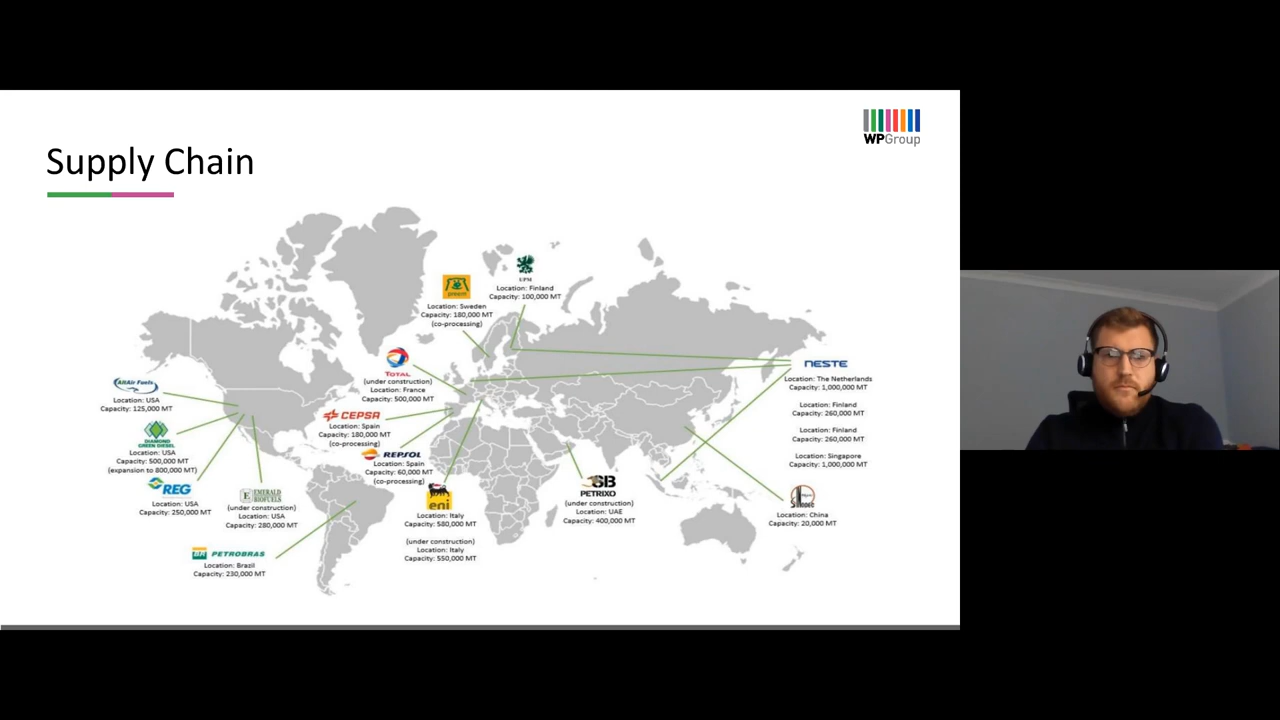 WPGroup
Supply Chain
UPM
Location: Finland
Capacity: 100,000 MT
preem
Location: Sweden
Capacity: 180,000 MT
(co-processing)
TOTAL
(under construction)
Location: France
Capacity: 500,000 MT
NESTE
Location: The Netherlands
Capacity: 1,000,000 MT
Location: Finland
Capacity: 260,000 MT
Location: Finland
Capacity: 260,000 MT
Location: Singapore
Capacity: 1,000,000 MT
AltAir Fuels
Location: USA
Capacity: 125,000 MT
CEPSA
Location: Spain
Capacity: 180,000 MT
(co-processing)
DIAMOND
GREEN DIESEL
Location: USA
Capacity: 500,000 MT
(expansion to 800,000 MT)
REPSOL
Location: Spain
Capacity: 60,000 MT
(co-processing)
REG
Location: USA
Capacity: 250,000 MT
E EMERALD
BIOFUELS
(under construction)
Location: USA
Capacity: 280,000 MT
eni
Location: Italy
Capacity: 580,000 MT
(under construction)
Location: Italy
Capacity: 550,000 MT
PETRIXO
(under construction)
Location: UAE
Capacity: 400,000 MT
Location: China
Capacity: 20,000 MT
BR PETROBRAS
Location: Brazil
Capacity: 230,000 MT